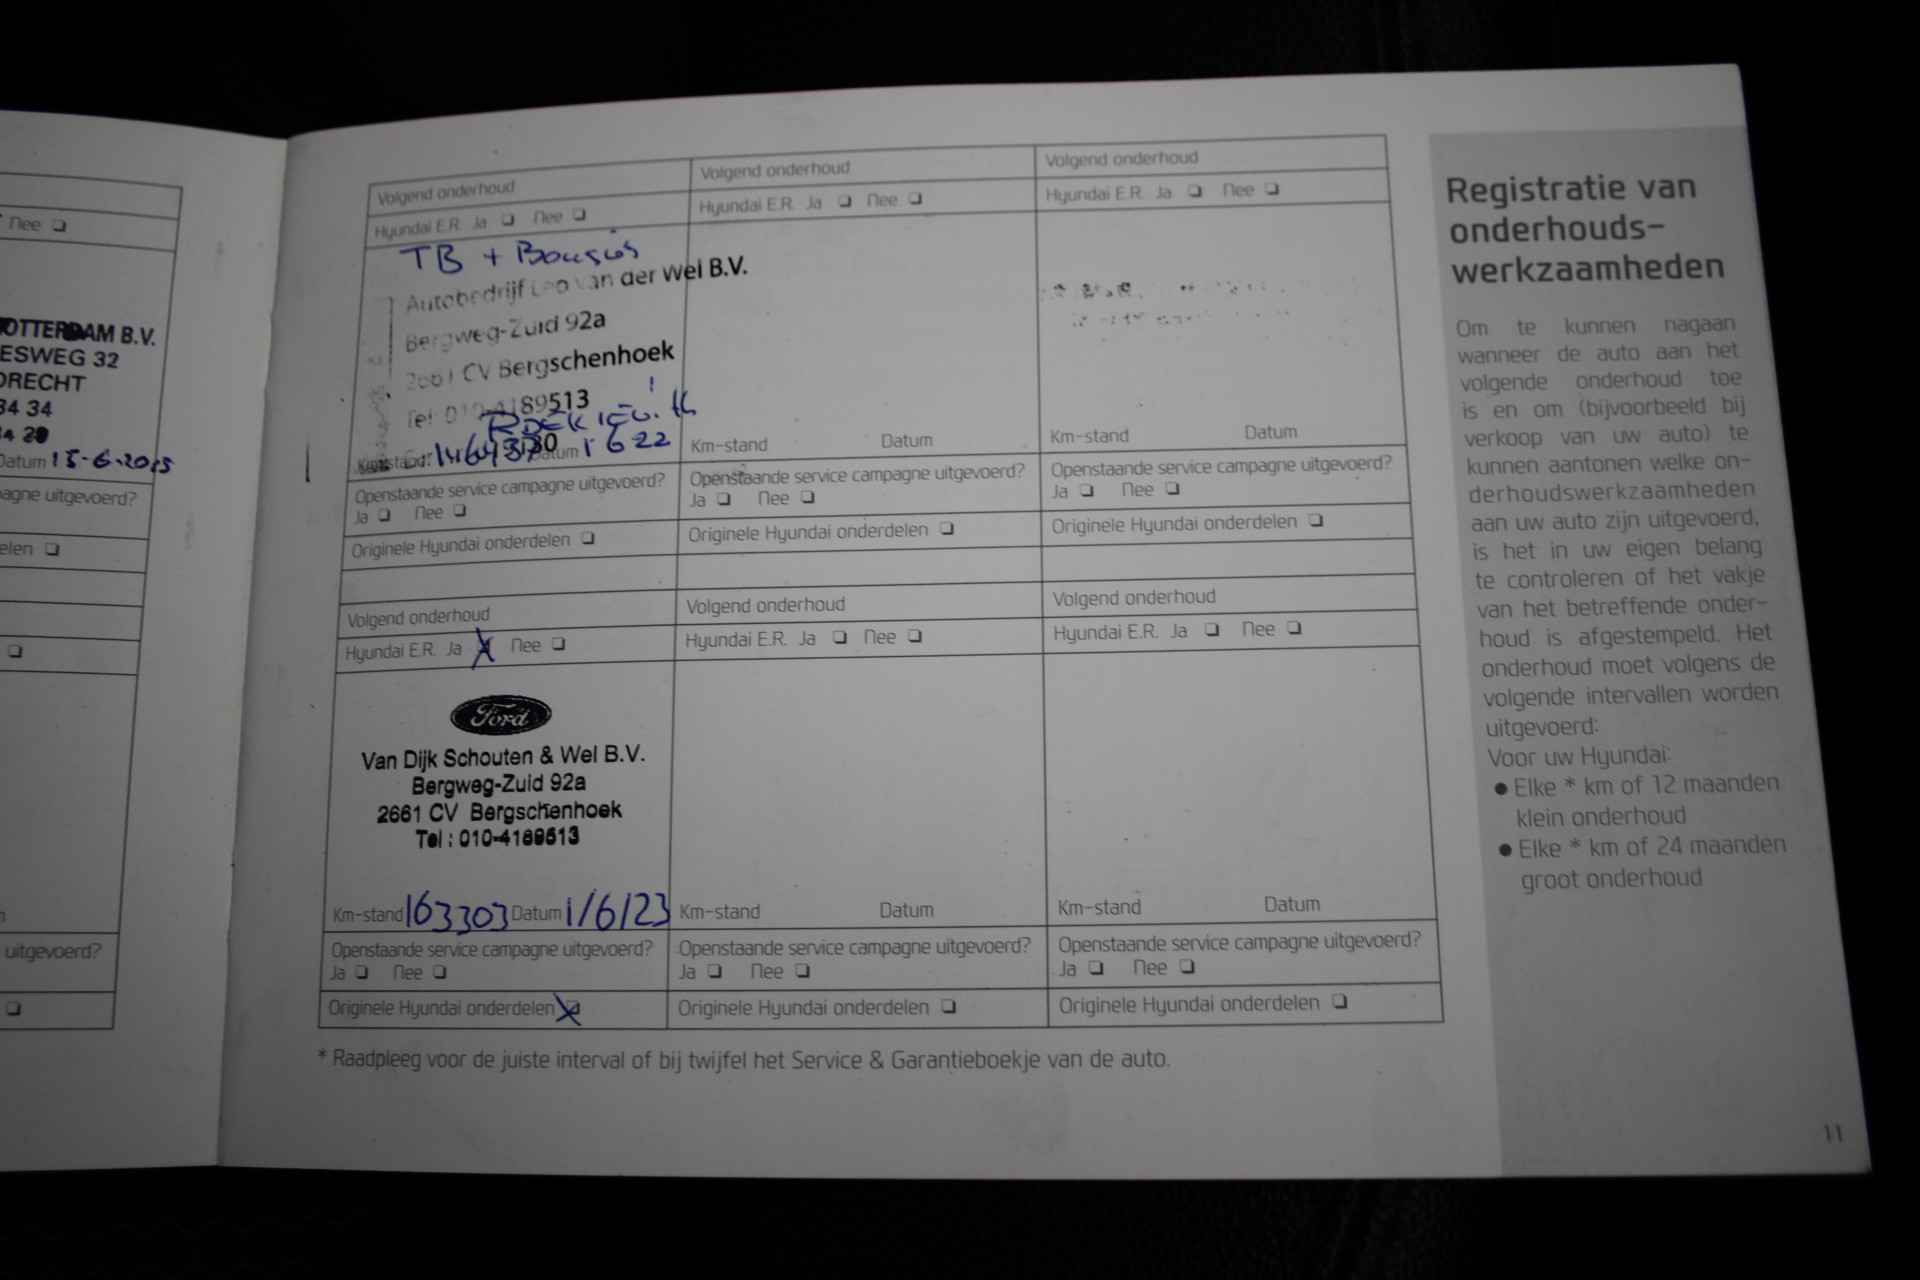 Nee ❏
OTTERDAM B.V.
ESWEG 32
DRECHT
34 34
Datum 15-6-2015
agne uitgevoerd?
elen ❏
❏
uitgevoerd?
❏
Volgend onderhoud
Hyundai E.R. Ja ❏ Nee ❏
TB + Bougies
Autobedrijf Leo van der Wel B.V.
Bergweg-Zuid 92a
2661 CV Bergschenhoek
Tel 010-4189513
Datum 1 6 22
Openstaande service campagne uitgevoerd?
Ja ❏ Nee ❏
Originele Hyundai onderdelen ❏
Volgend onderhoud
Hyundai E.R. Ja ❏ Nee ❏
Km-stand Datum
Openstaande service campagne uitgevoerd?
Ja ❏ Nee ❏
Originele Hyundai onderdelen ❏
Volgend onderhoud
Hyundai E.R. Ja ❏ Nee ❏
Km-stand Datum
Openstaande service campagne uitgevoerd?
Ja ❏ Nee ❏
Originele Hyundai onderdelen ❏
Volgend onderhoud
Hyundai E.R. Ja X Nee ❏
Ford
Van Dijk Schouten & Wel B.V.
Bergweg-Zuid 92a
2661 CV Bergschenhoek
Tel : 010-4189513
Km-stand 163303 Datum 1/6/23
Openstaande service campagne uitgevoerd?
Ja ❏ Nee ❏
Originele Hyundai onderdelen X
Volgend onderhoud
Hyundai E.R. Ja ❏ Nee ❏
Km-stand Datum
Openstaande service campagne uitgevoerd?
Ja ❏ Nee ❏
Originele Hyundai onderdelen ❏
Volgend onderhoud
Hyundai E.R. Ja ❏ Nee ❏
Km-stand Datum
Openstaande service campagne uitgevoerd?
Ja ❏ Nee ❏
Originele Hyundai onderdelen ❏
* Raadpleeg voor de juiste interval of bij twijfel het Service & Garantieboekje van de auto.
Registratie van
onderhouds-
werkzaamheden
Om te kunnen nagaan
wanneer de auto aan het
volgende onderhoud toe
is en om (bijvoorbeeld bij
verkoop van uw auto) te
kunnen aantonen welke on-
derhoudswerkzaamheden
aan uw auto zijn uitgevoerd,
is het in uw eigen belang
te controleren of het vakje
van het betreffende onder-
houd is afgestempeld. Het
onderhoud moet volgens de
volgende intervallen worden
uitgevoerd:
Voor uw Hyundai:
● Elke * km of 12 maanden
klein onderhoud
● Elke * km of 24 maanden
groot onderhoud
11